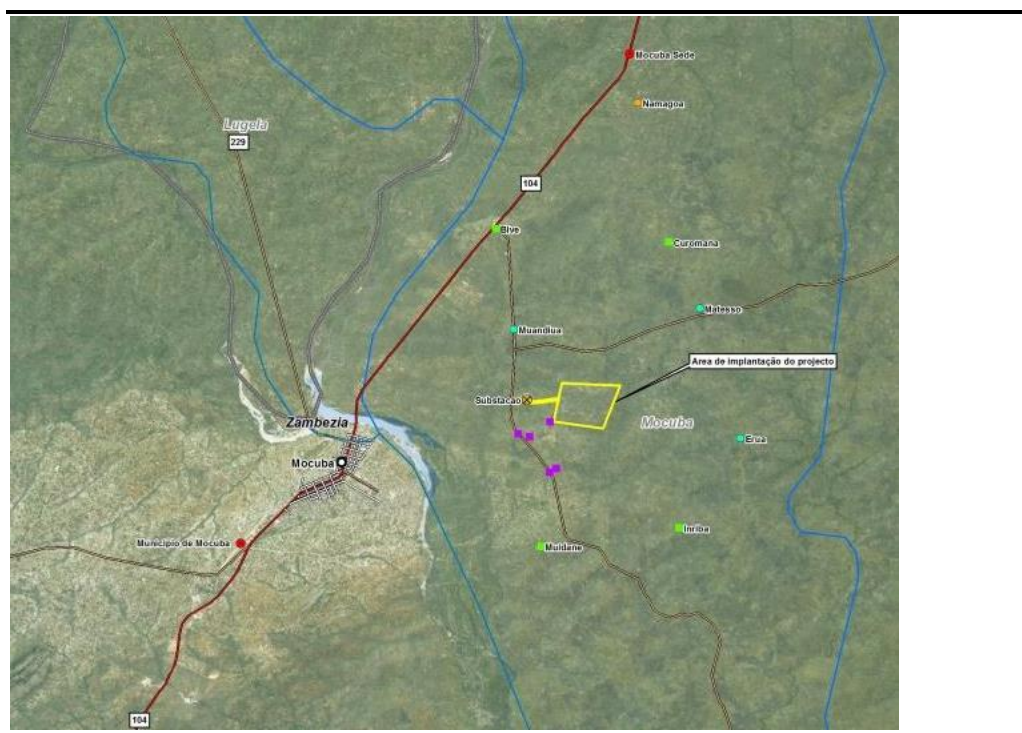 Mocuba Sede
Namagoa
Lugela
229
104
Bive
Curomana
Matesso
Muandiua
Area de implantação do projecto
Substacao
Zambezia
Mocuba
Erua
Mocuba
Inriba
Municipio de Mocuba
Muidane
104